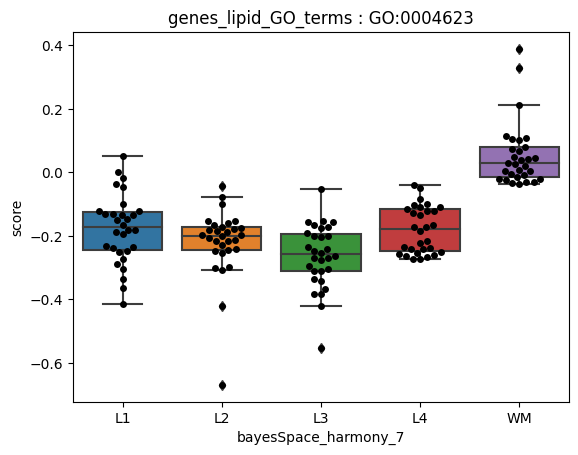 genes_lipid_GO_terms : GO:0004623
0.4
0.2
0.0
−0.2
−0.4
−0.6
score
L1 L2 L3 L4 WM
bayesSpace_harmony_7